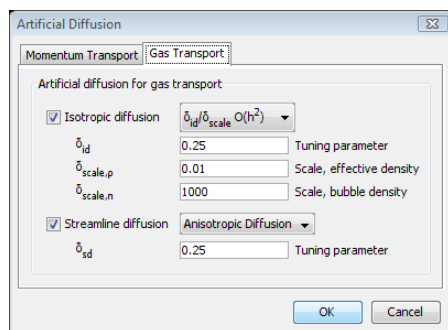 Artificial Diffusion
Momentum Transport Gas Transport
Artificial diffusion for gas transport
Isotropic diffusion δid/δscale O(h²)
δid 0.25 Tuning parameter
δscale,ρ 0.01 Scale, effective density
δscale,n 1000 Scale, bubble density
Streamline diffusion Anisotropic Diffusion
δsd 0.25 Tuning parameter
OK Cancel